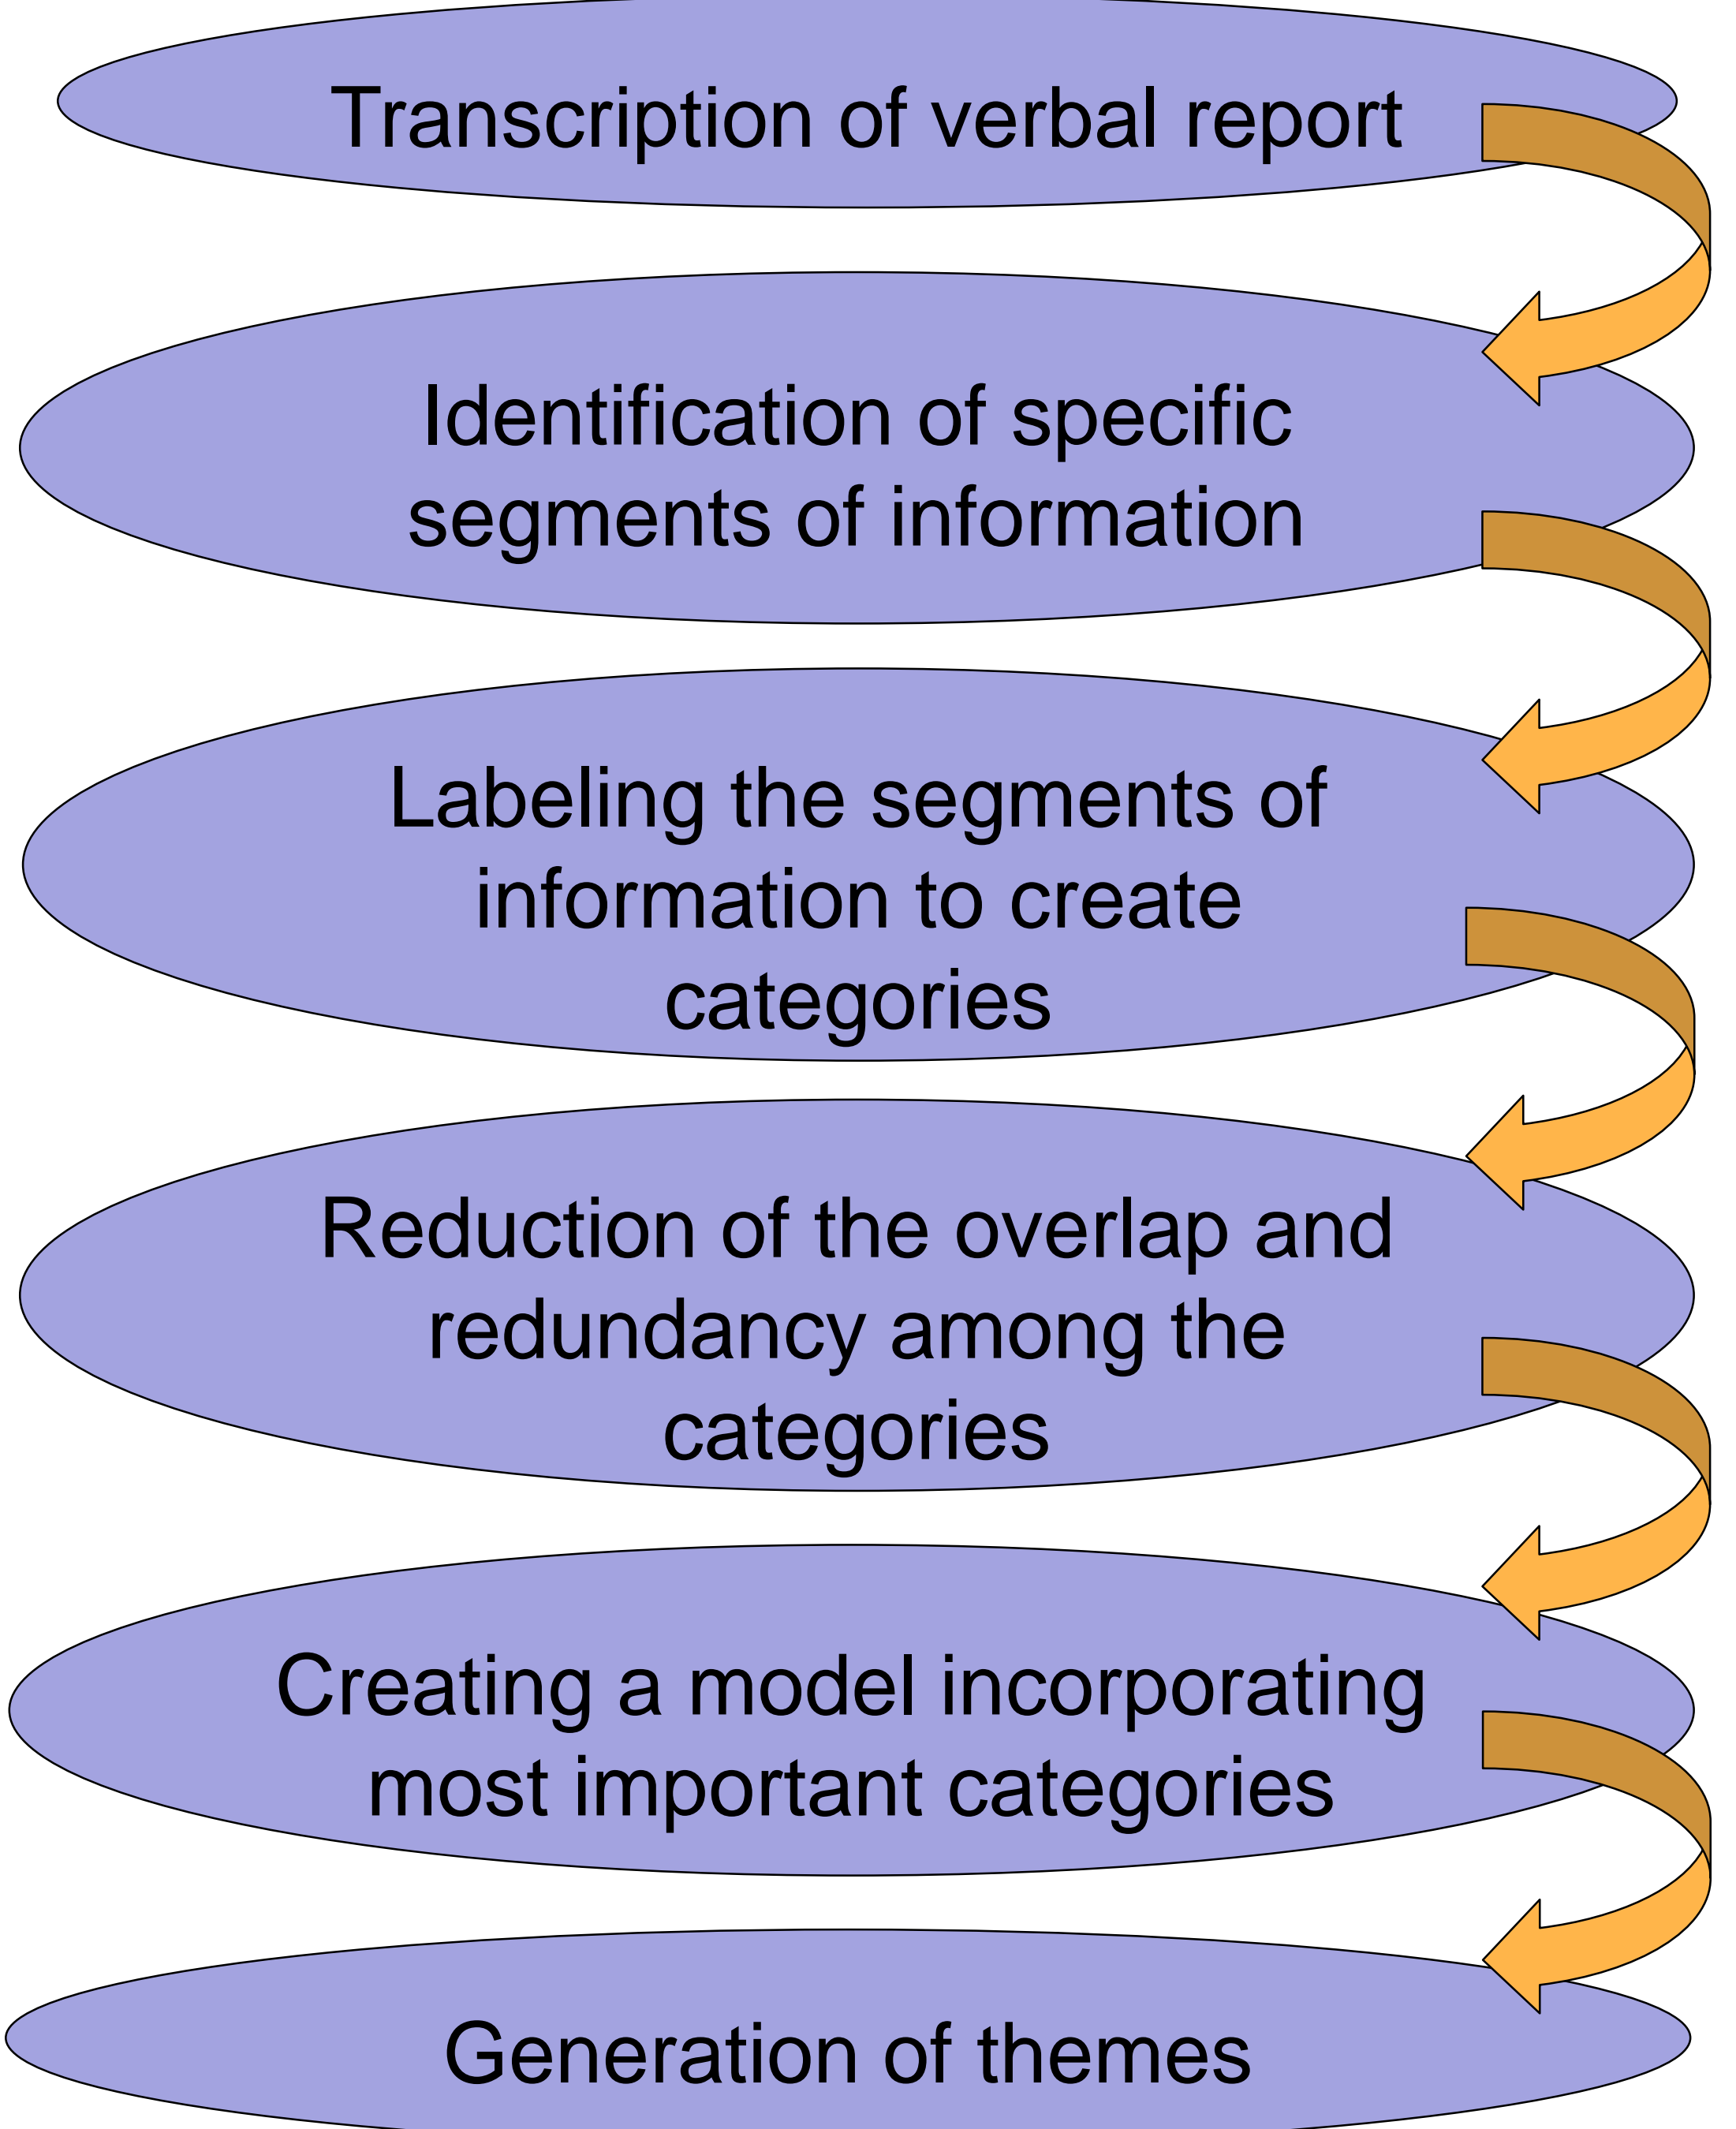 Transcription of verbal report
Identification of specific
segments of information
Labeling the segments of
information to create
categories
Reduction of the overlap and
redundancy among the
categories
Creating a model incorporating
most important categories
Generation of themes